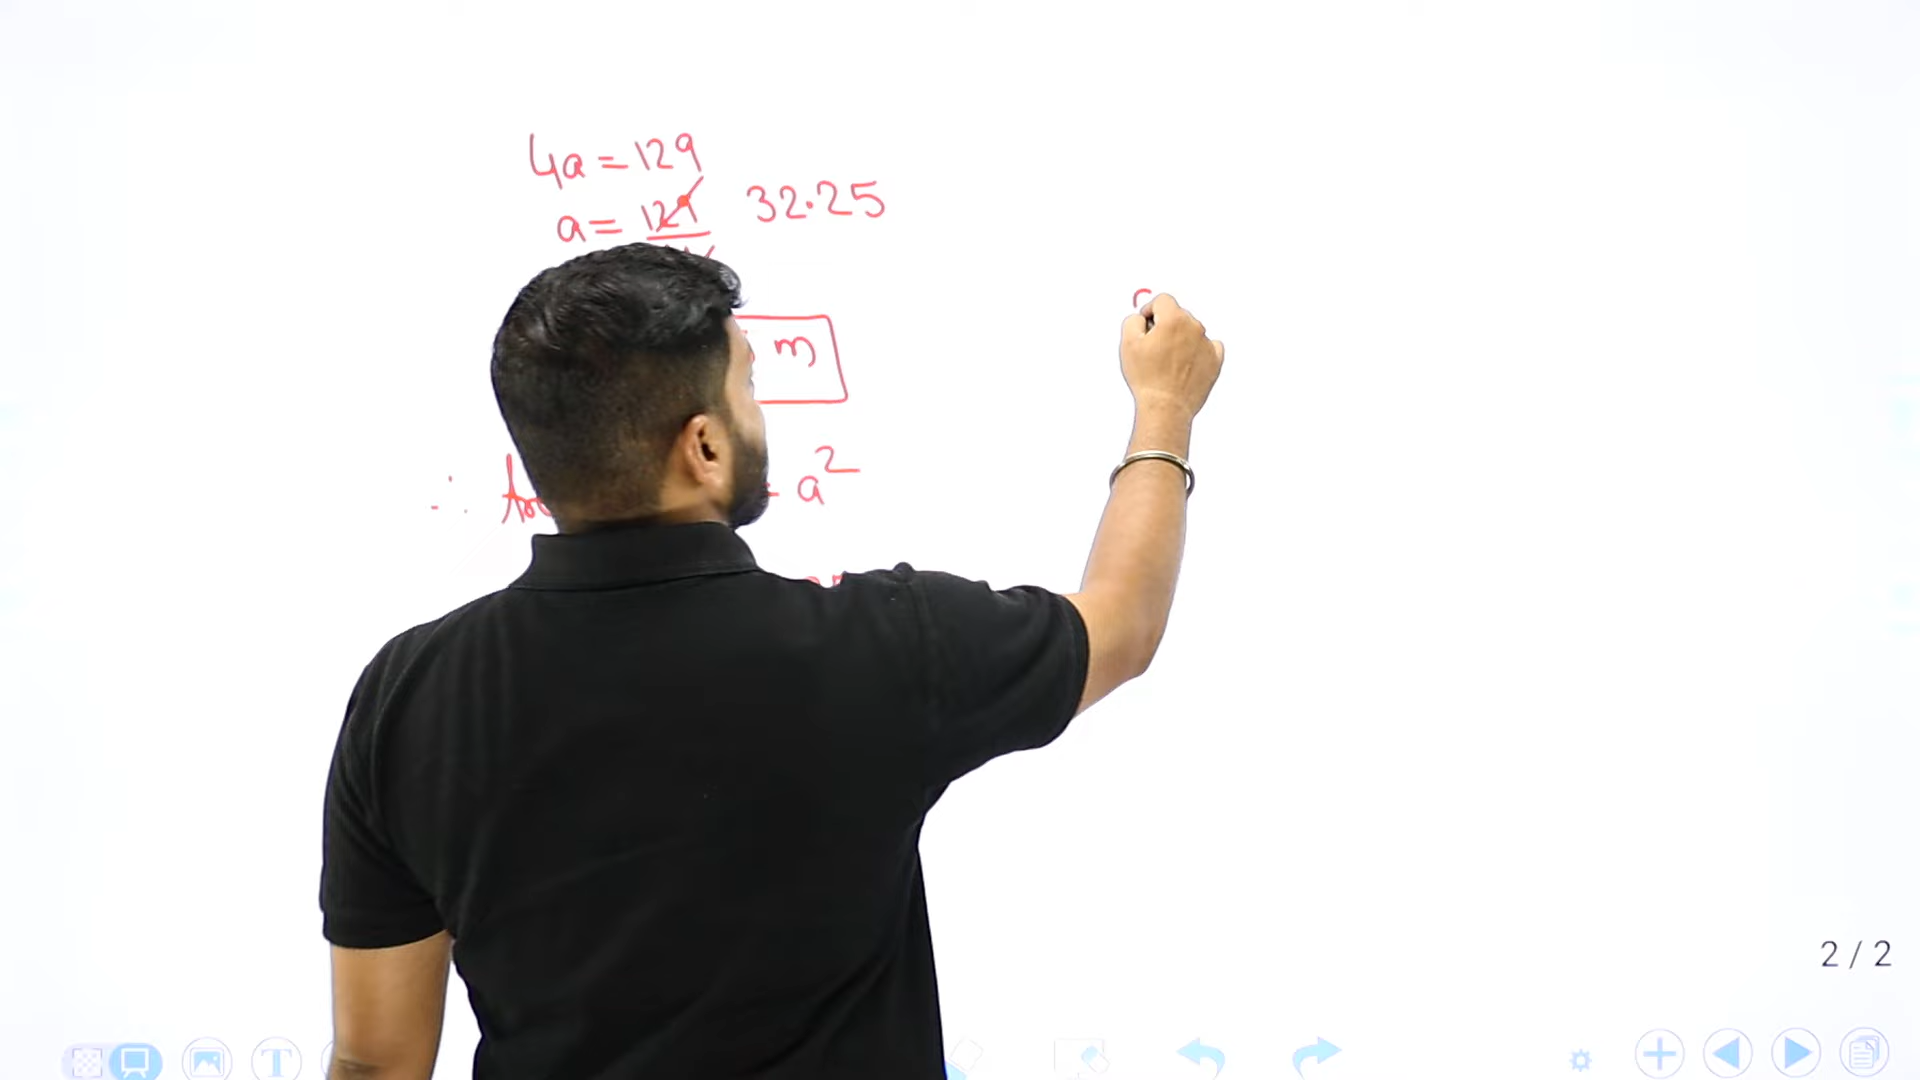 4a = 129
a = 129 32.25
m
∴ = a²
2 / 2
T